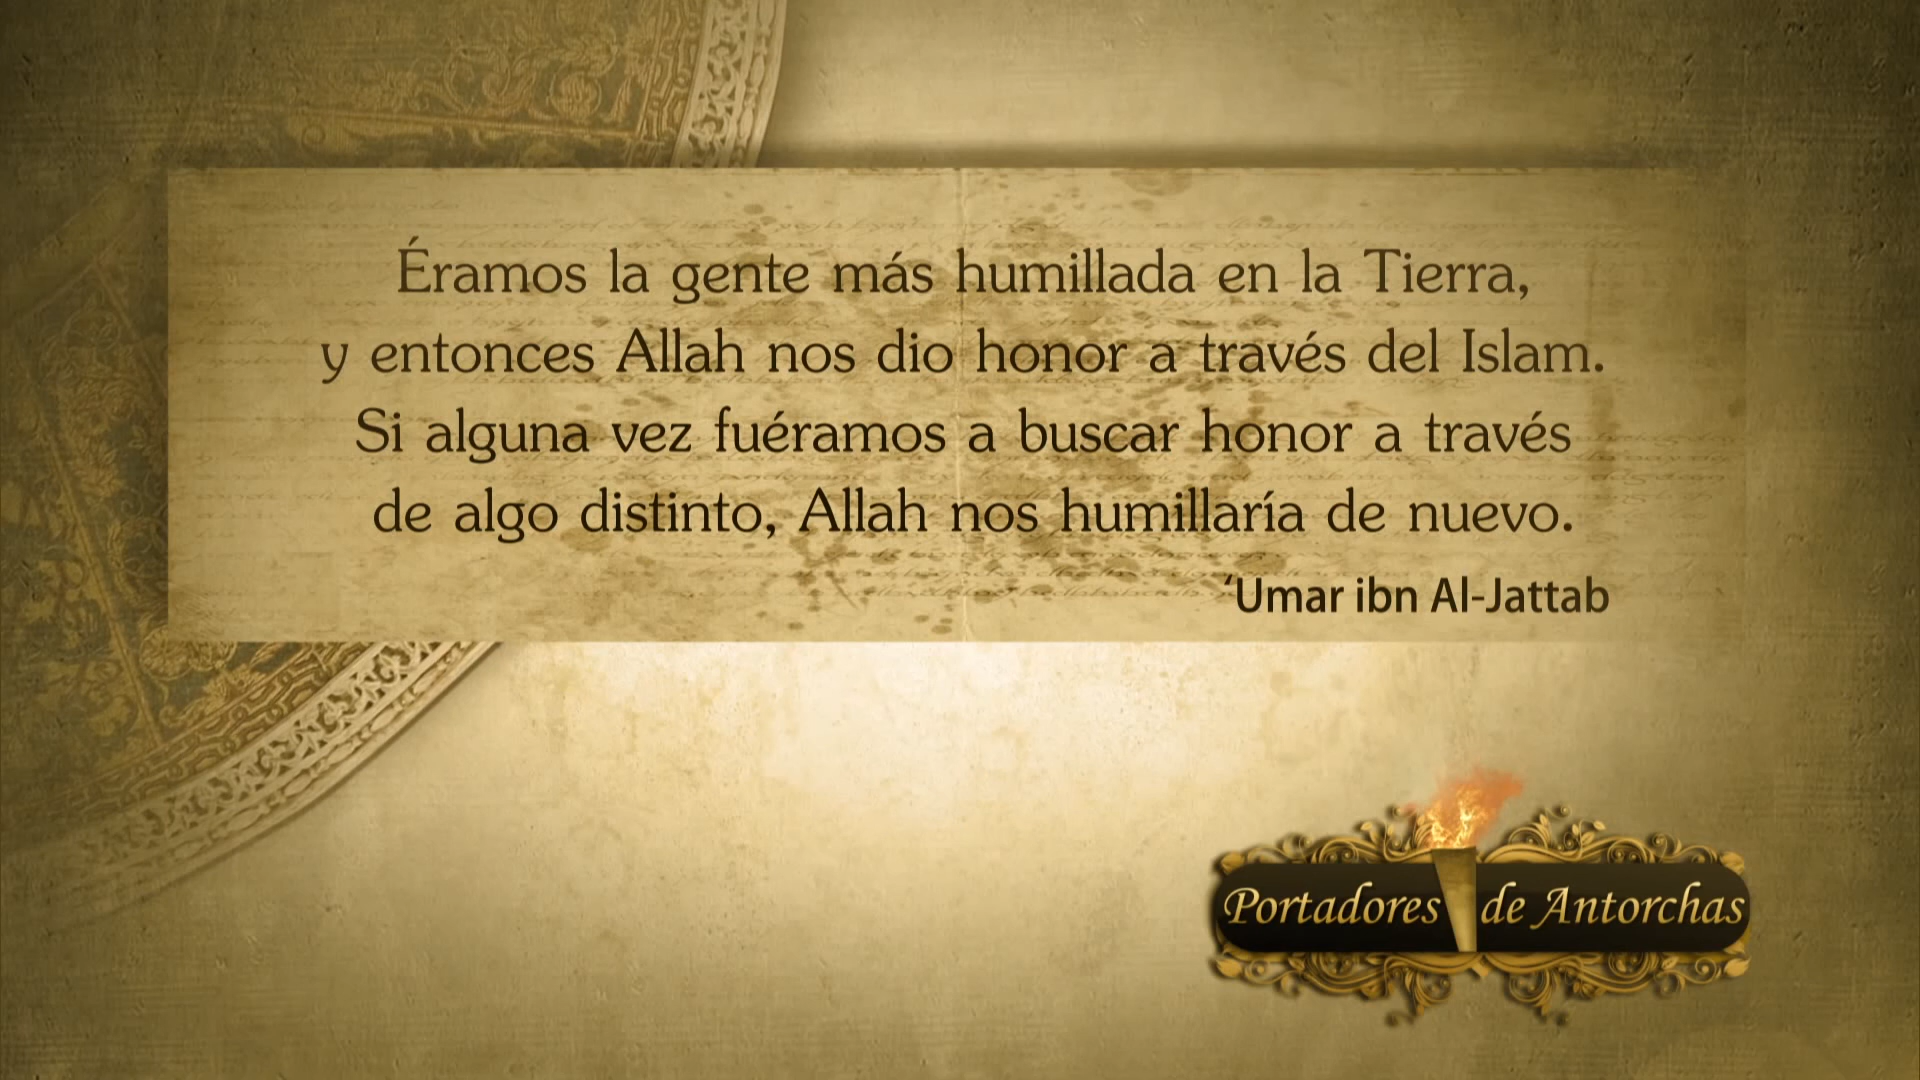 Éramos la gente más humillada en la Tierra,
y entonces Allah nos dio honor a través del Islam.
Si alguna vez fuéramos a buscar honor a través
de algo distinto, Allah nos humillaría de nuevo.
‘Umar ibn Al-Jattab
Portadores de Antorchas